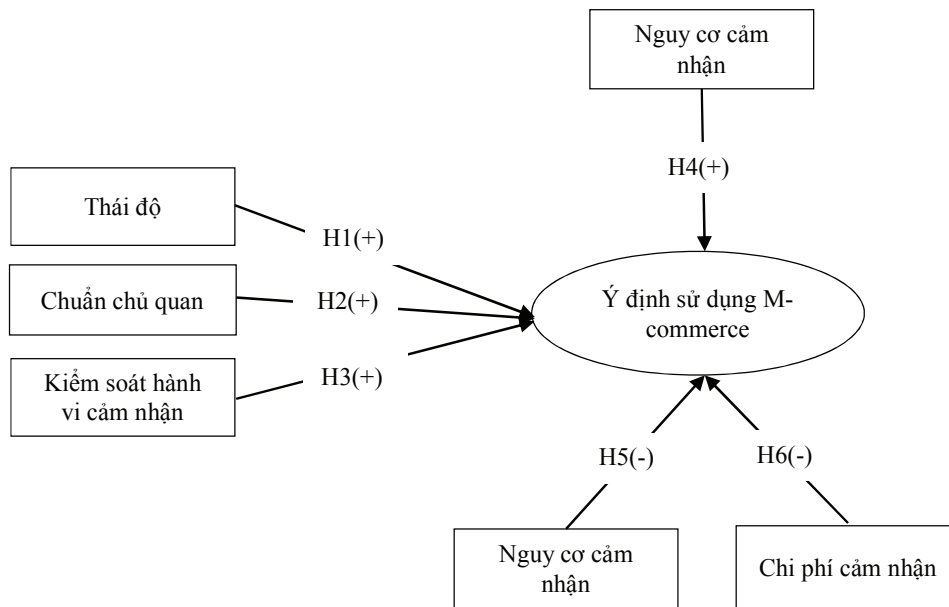 Nguy cơ cảm
nhận
H4(+)
Thái độ
H1(+)
Chuẩn chủ quan
H2(+)
Ý định sử dụng M-
commerce
Kiểm soát hành
vi cảm nhận
H3(+)
H5(-)
H6(-)
Nguy cơ cảm
nhận
Chi phí cảm nhận